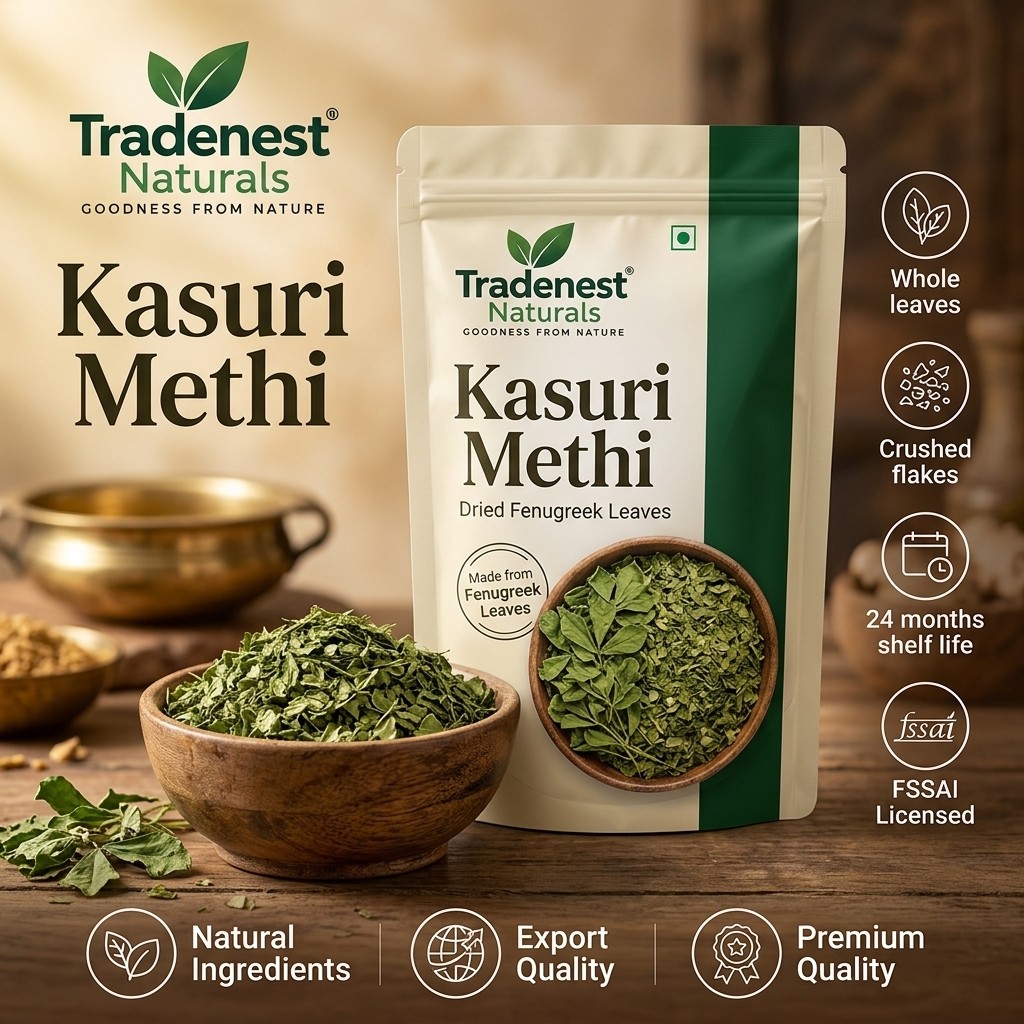 Tradenest®
Naturals
GOODNESS FROM NATURE
Kasuri
Methi
Tradenest®
Naturals
GOODNESS FROM NATURE
Kasuri
Methi
Dried Fenugreek Leaves
Made from
Fenugreek
Leaves
Whole
leaves
Crushed
flakes
24 months
shelf life
fssai
FSSAI
Licensed
Natural
Ingredients
Export
Quality
Premium
Quality